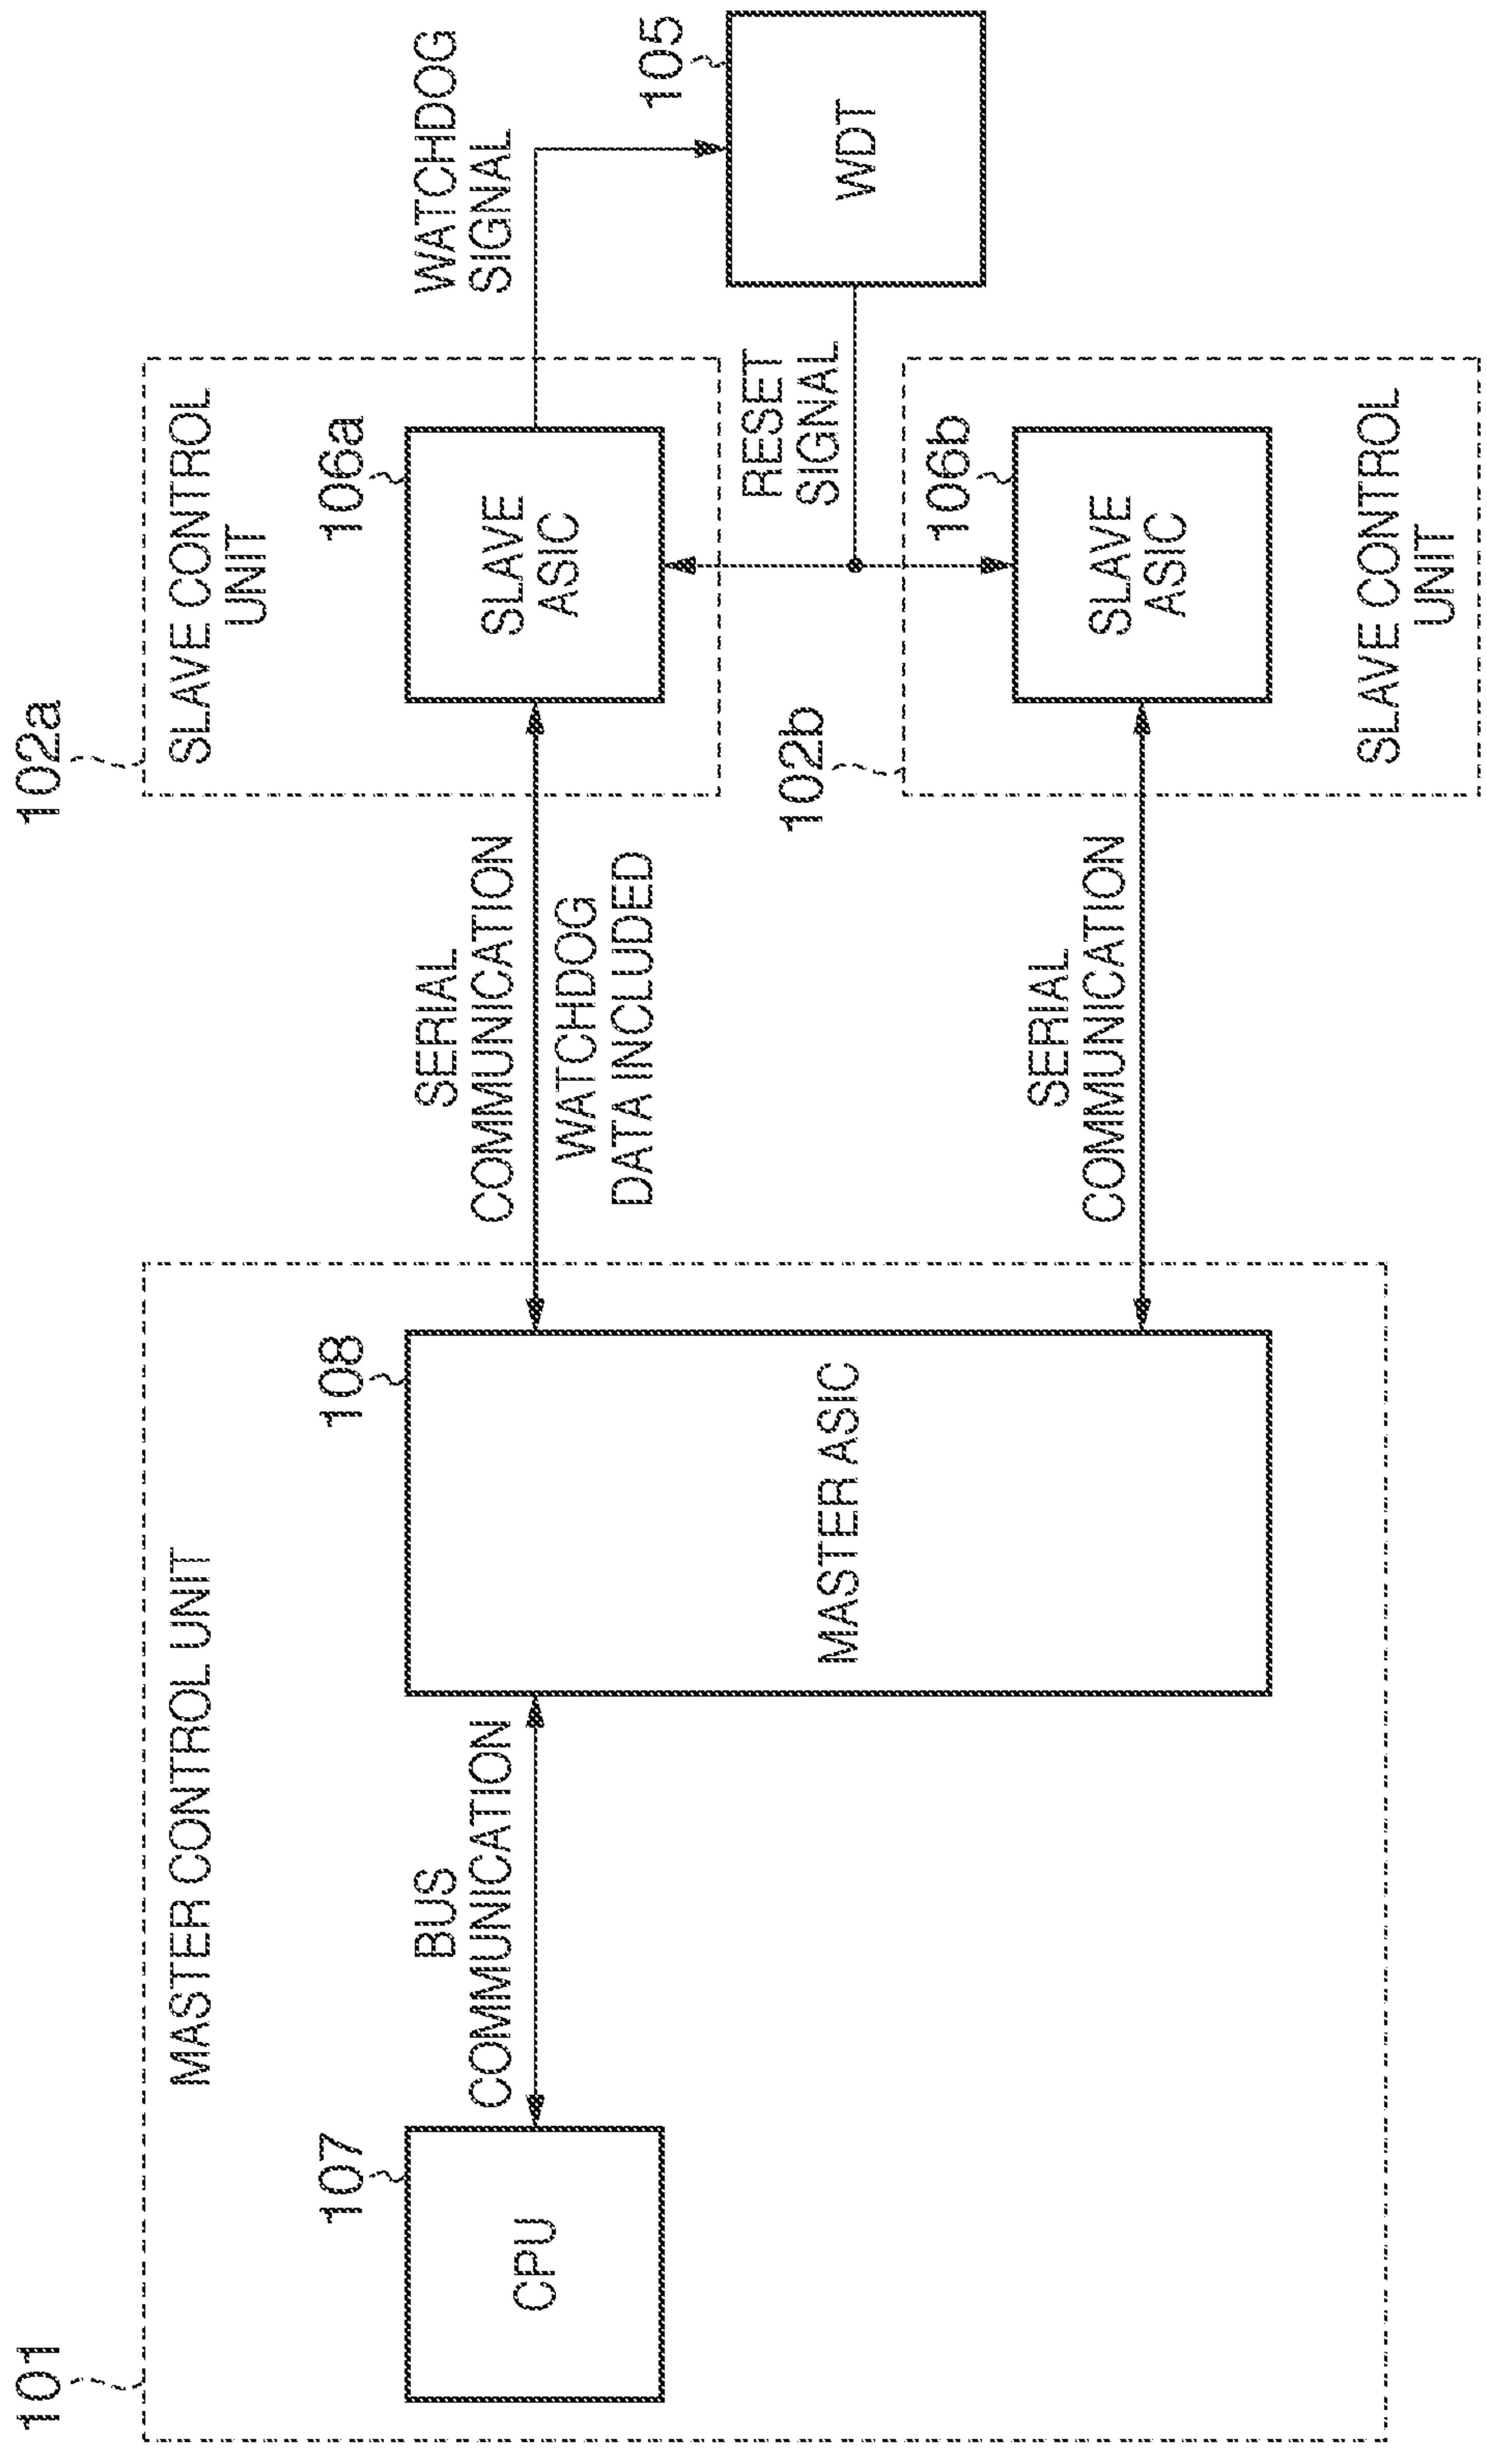 101
MASTER CONTROL UNIT
107
CPU
BUS
COMMUNICATION
108
MASTER ASIC
SERIAL
COMMUNICATION
WATCHDOG
DATA INCLUDED
SERIAL
COMMUNICATION
102a
SLAVE CONTROL
UNIT
106a
SLAVE
ASIC
WATCHDOG
SIGNAL
105
WDT
RESET
SIGNAL
102b
106b
SLAVE
ASIC
SLAVE CONTROL
UNIT